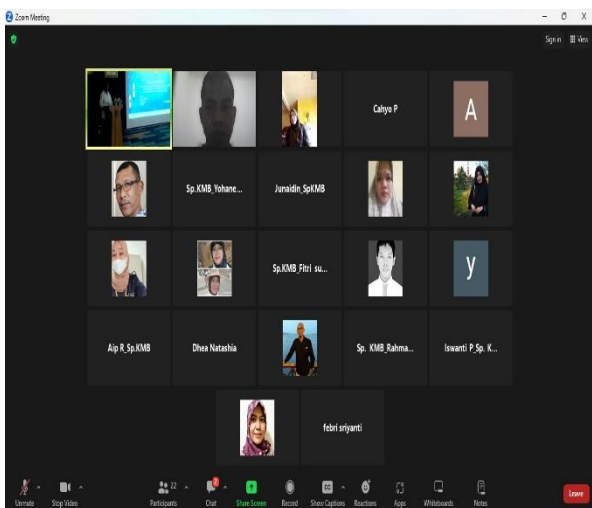 Zoom Meeting
Sign in View
Cahyo P
A
Sp.KMB_Yohane...
Junaidin_SpKMB
Sp.KMB_Fitri su...
y
Aip R_Sp.KMB
Dhea Natashia
Sp. KMB_Rahma...
Iswanti P_Sp. K...
febri sriyanti
22
Unmute Stop Video Participants Chat Share Screen Record Show Captions Reactions Apps Whiteboards Notes Leave